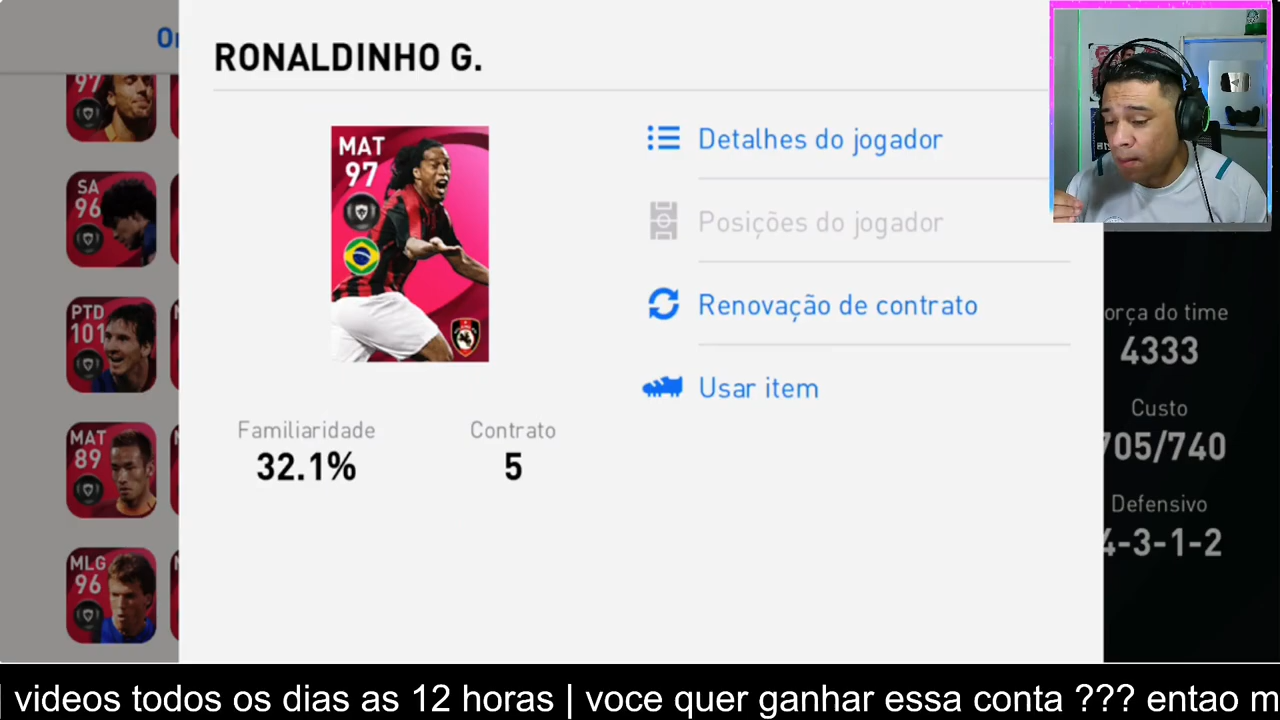 RONALDINHO G.
97
SA
96
PTD
101
MAT
89
MLG
96
MAT
97
Familiaridade
32.1%
Contrato
5
Detalhes do jogador
Posições do jogador
Renovação de contrato
Usar item
orça do time
4333
Custo
705/740
Defensivo
4-3-1-2
videos todos os dias as 12 horas | voce quer ganhar essa conta ??? entao m